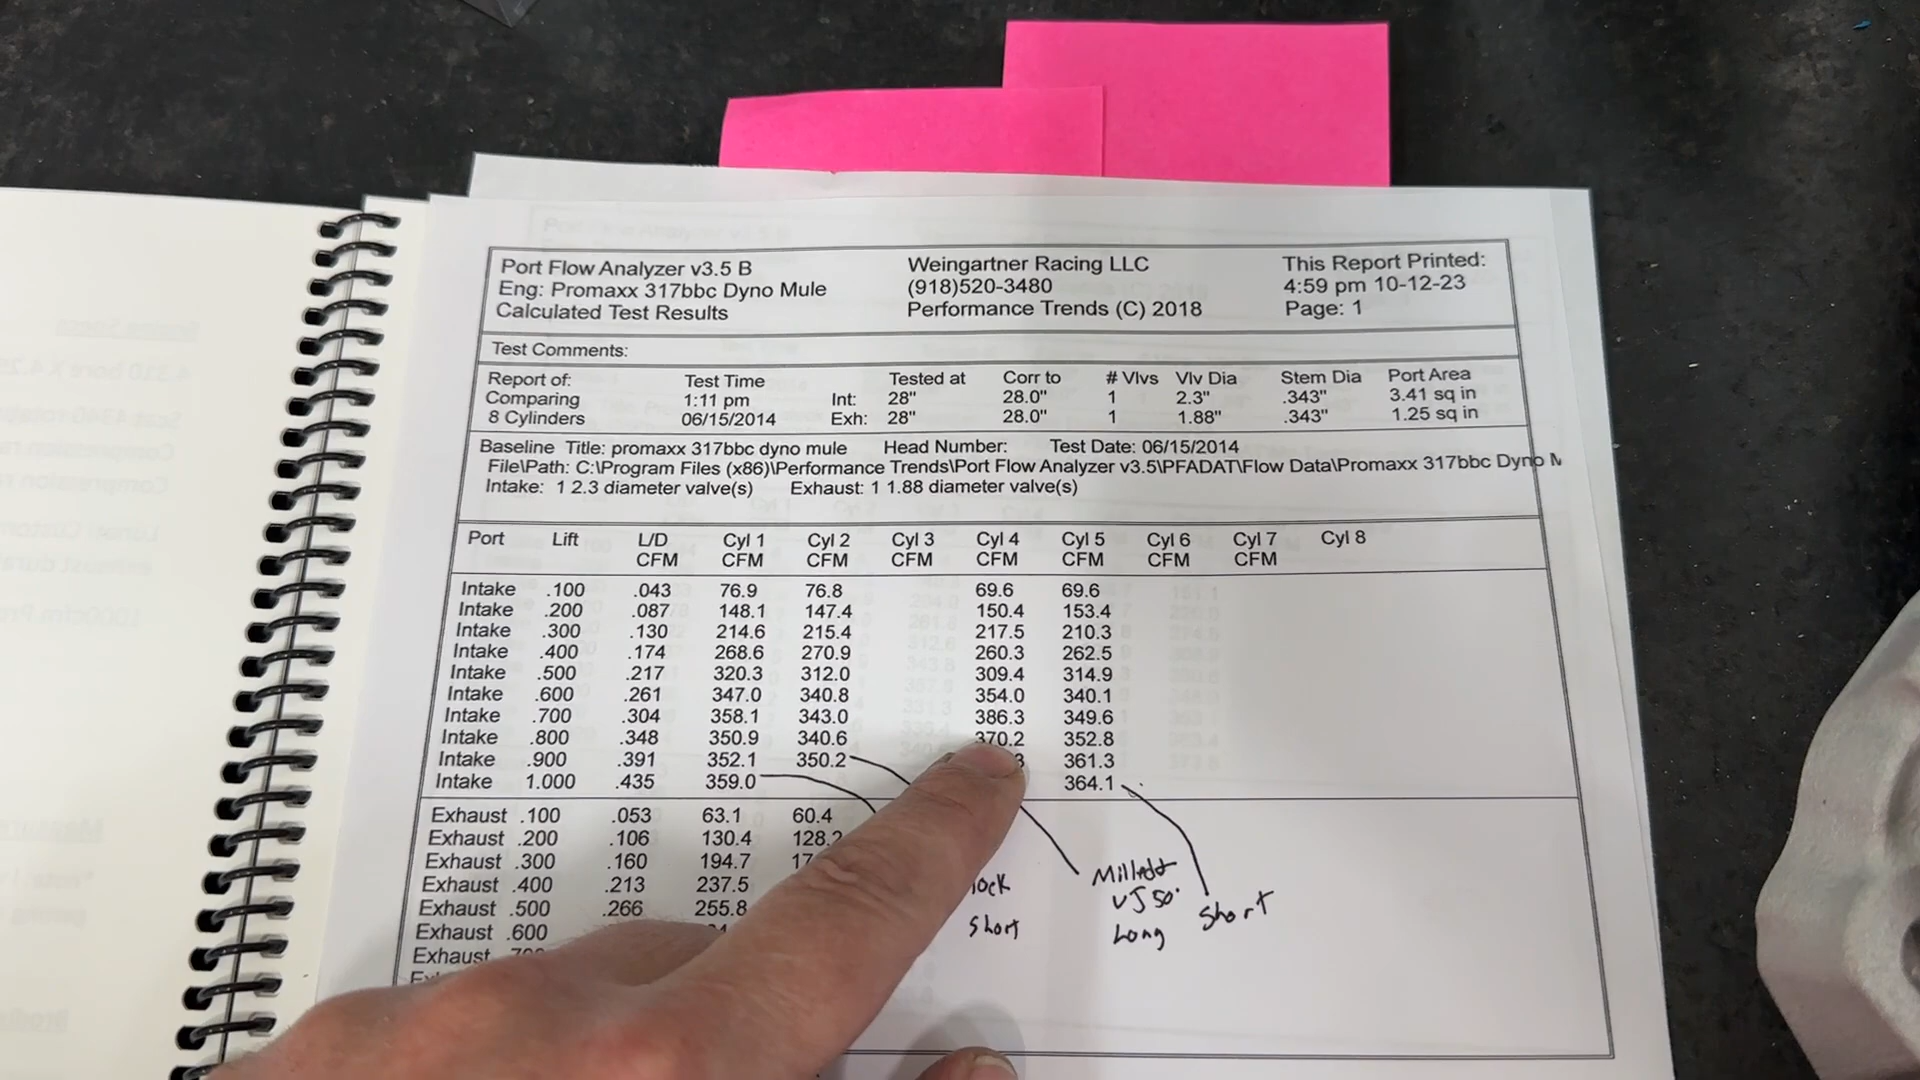 Port Flow Analyzer v3.5 B Weingartner Racing LLC This Report Printed:
Eng: Promaxx 317bbc Dyno Mule (918)520-3480 4:59 pm 10-12-23
Calculated Test Results Performance Trends (C) 2018 Page: 1
Test Comments:
Report of: Test Time Tested at Corr to # Vlvs Vlv Dia Stem Dia Port Area
Comparing 1:11 pm Int: 28" 28.0" 1 2.3" .343" 3.41 sq in
8 Cylinders 06/15/2014 Exh: 28" 28.0" 1 1.88" .343" 1.25 sq in
Baseline Title: promaxx 317bbc dyno mule Head Number: Test Date: 06/15/2014
File\Path: C:\Program Files (x86)\Performance Trends\Port Flow Analyzer v3.5\PFADAT\Flow Data\Promaxx 317bbc Dyno M
Intake: 1 2.3 diameter valve(s) Exhaust: 1 1.88 diameter valve(s)
Port Lift L/D Cyl 1 Cyl 2 Cyl 3 Cyl 4 Cyl 5 Cyl 6 Cyl 7 Cyl 8
CFM CFM CFM CFM CFM CFM CFM CFM
Intake .100 .043 76.9 76.8 69.6 69.6
Intake .200 .087 148.1 147.4 150.4 153.4
Intake .300 .130 214.6 215.4 217.5 210.3
Intake .400 .174 268.6 270.9 260.3 262.5
Intake .500 .217 320.3 312.0 309.4 314.9
Intake .600 .261 347.0 340.8 354.0 340.1
Intake .700 .304 358.1 343.0 386.3 349.6
Intake .800 .348 350.9 340.6 370.2 352.8
Intake .900 .391 352.1 350.2 361.3
Intake 1.000 .435 359.0 364.1
Exhaust .100 .053 63.1 60.4
Exhaust .200 .106 130.4 128.2
Exhaust .300 .160 194.7
Exhaust .400 .213 237.5
Exhaust .500 .266 255.8
Exhaust .600
Exhaust
short
Long
short